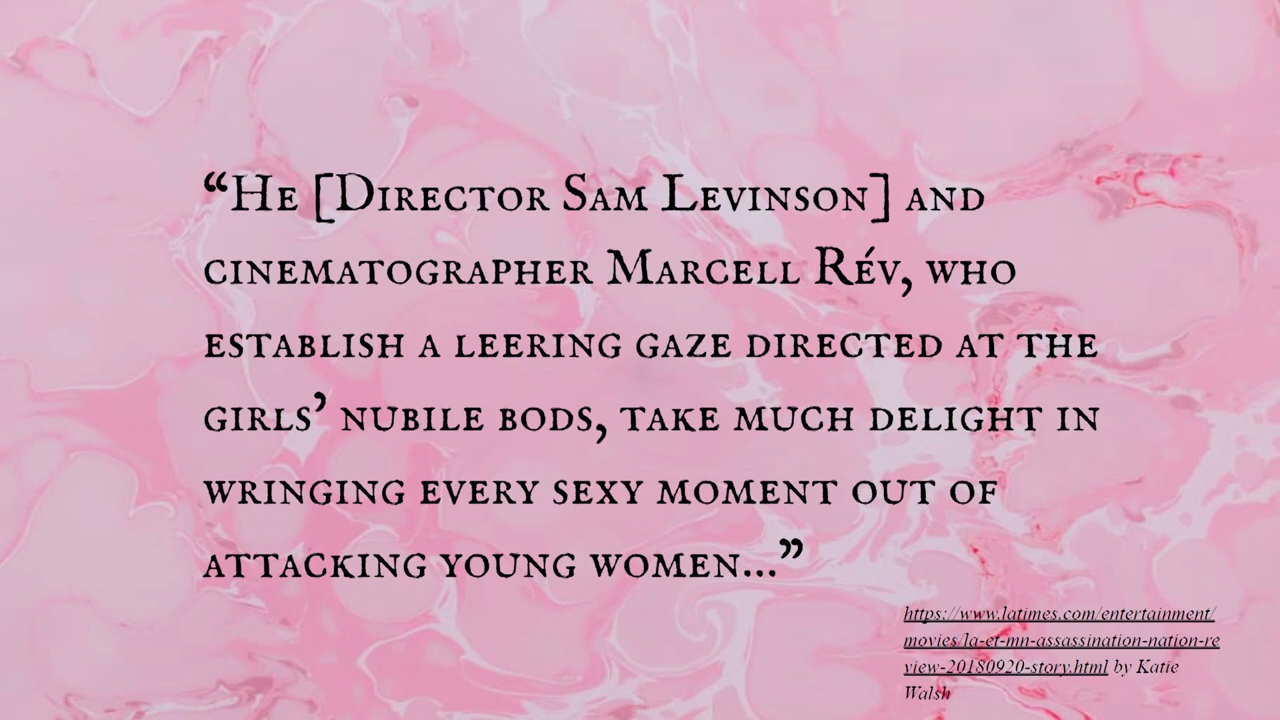 “He [Director Sam Levinson] and
cinematographer Marcell Rév, who
establish a leering gaze directed at the
girls’ nubile bods, take much delight in
wringing every sexy moment out of
attacking young women...”
https://www.latimes.com/entertainment/
movies/la-et-mn-assassination-nation-re
view-20180920-story.html by Katie
Walsh